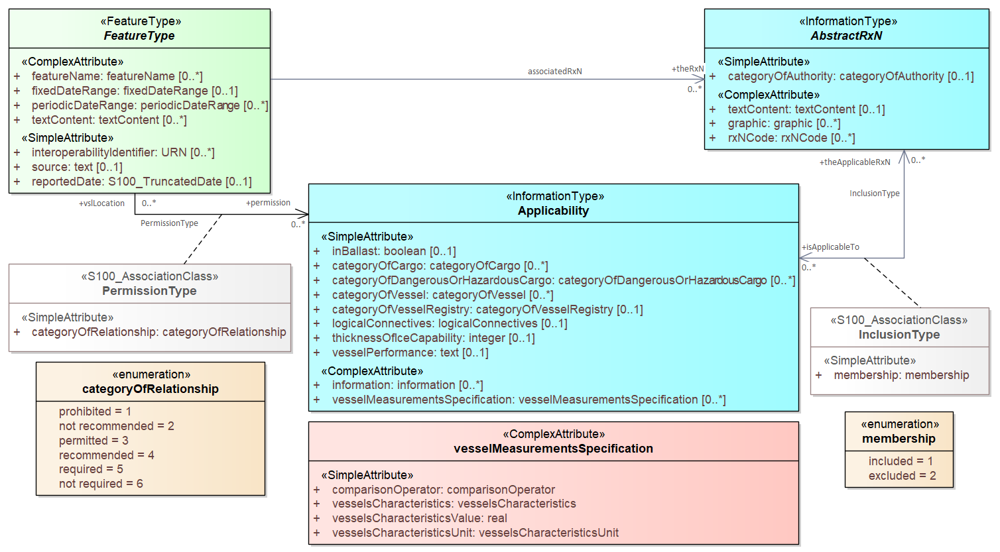 «FeatureType»
FeatureType
«ComplexAttribute»
+ featureName: featureName [0..*]
+ fixedDateRange: fixedDateRange [0..1]
+ periodicDateRange: periodicDateRange [0..*]
+ textContent: textContent [0..*]
«SimpleAttribute»
+ interoperabilityIdentifier: URN [0..*]
+ source: text [0..1]
+ reportedDate: S100_TruncatedDate [0..1]
associatedRxN
+theRxN
0..*
«InformationType»
AbstractRxN
«SimpleAttribute»
+ categoryOfAuthority: categoryOfAuthority [0..1]
«ComplexAttribute»
+ textContent: textContent [0..1]
+ graphic: graphic [0..*]
+ rxNCode: rxNCode [0..*]
+theApplicableRxN
0..*
InclusionType
+isApplicableTo
0..*
+vslLocation
0..*
+permission
PermissionType
0..*
«InformationType»
Applicability
«SimpleAttribute»
+ inBallast: boolean [0..1]
+ categoryOfCargo: categoryOfCargo [0..*]
+ categoryOfDangerousOrHazardousCargo: categoryOfDangerousOrHazardousCargo [0..*]
+ categoryOfVessel: categoryOfVessel [0..*]
+ categoryOfVesselRegistry: categoryOfVesselRegistry [0..1]
+ logicalConnectives: logicalConnectives [0..1]
+ thicknessOfIceCapability: integer [0..1]
+ vesselPerformance: text [0..1]
«ComplexAttribute»
+ information: information [0..*]
+ vesselMeasurementsSpecification: vesselMeasurementsSpecification [0..*]
«S100_AssociationClass»
PermissionType
«SimpleAttribute»
+ categoryOfRelationship: categoryOfRelationship
«S100_AssociationClass»
InclusionType
«SimpleAttribute»
+ membership: membership
«enumeration»
categoryOfRelationship
prohibited = 1
not recommended = 2
permitted = 3
recommended = 4
required = 5
not required = 6
«ComplexAttribute»
vesselMeasurementsSpecification
«SimpleAttribute»
+ comparisonOperator: comparisonOperator
+ vesselsCharacteristics: vesselsCharacteristics
+ vesselsCharacteristicsValue: real
+ vesselsCharacteristicsUnit: vesselsCharacteristicsUnit
«enumeration»
membership
included = 1
excluded = 2